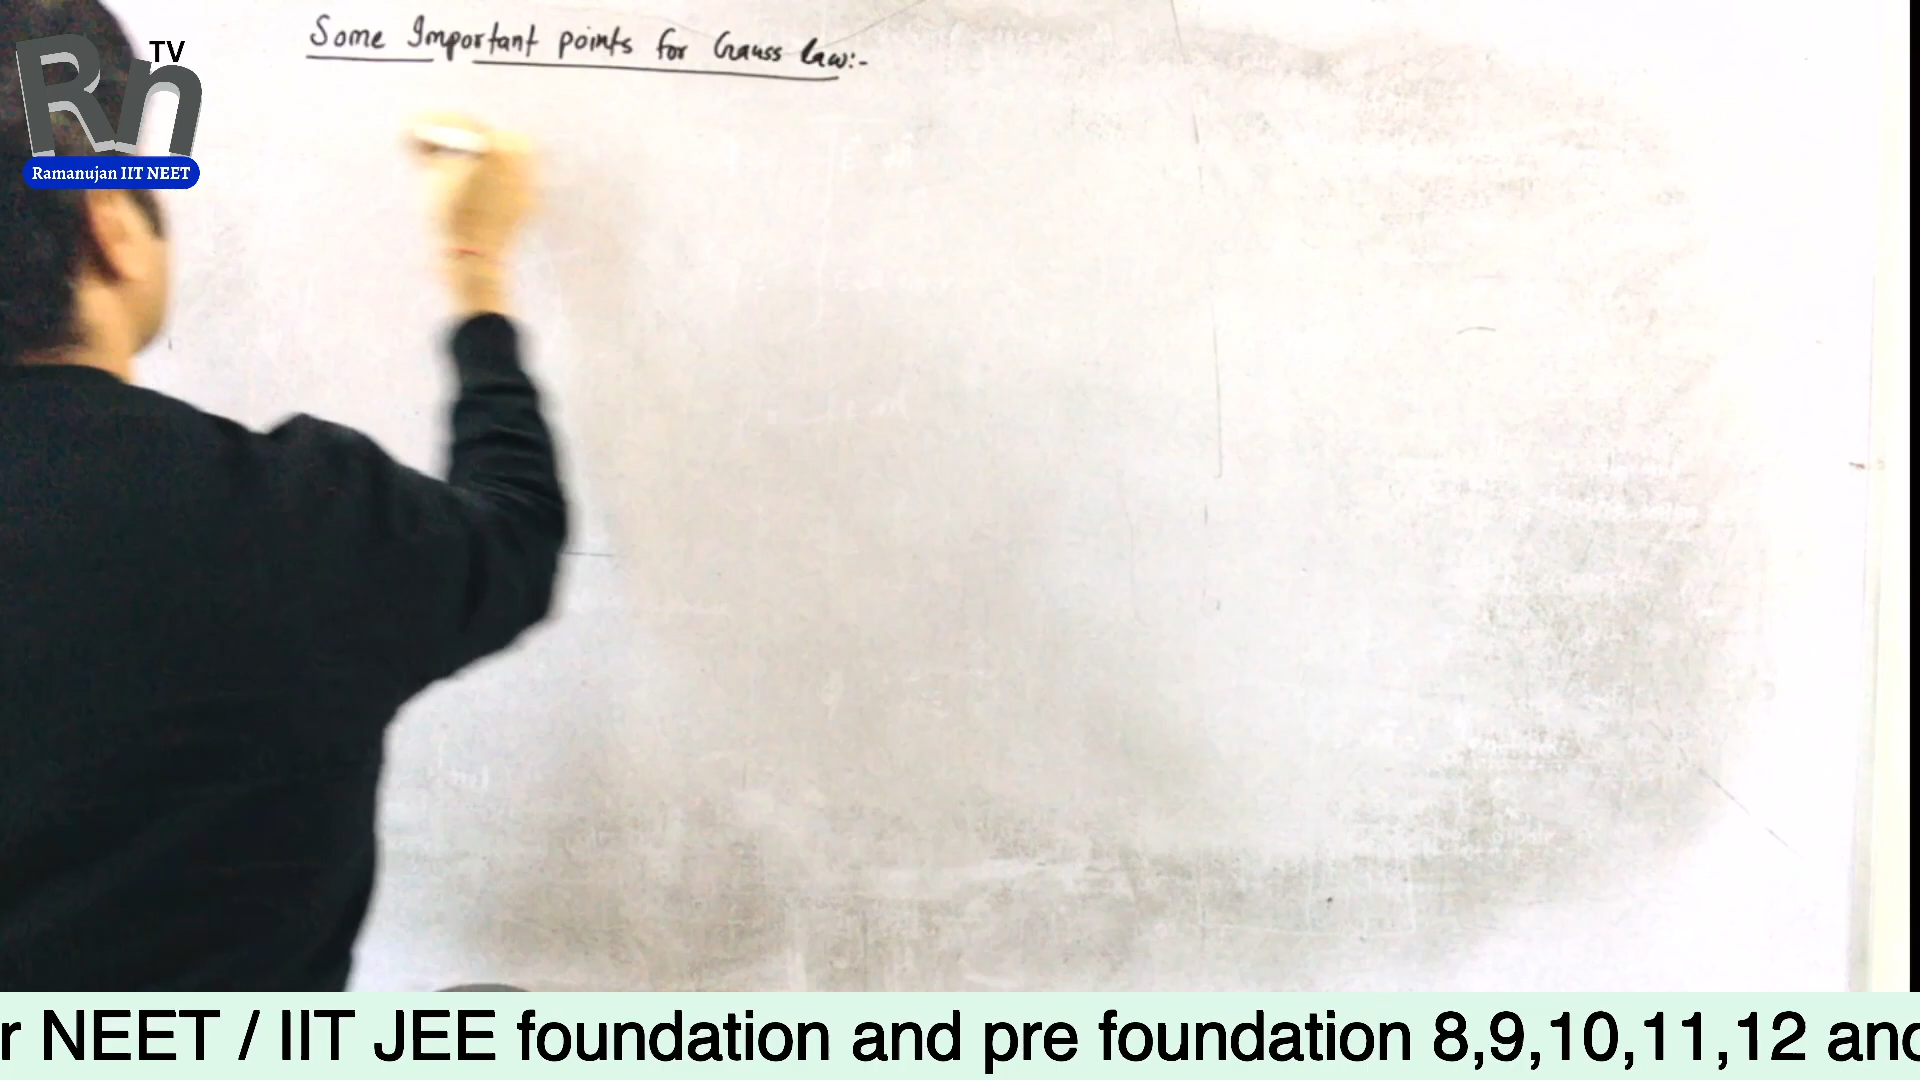 Some Important points for Gauss law:-
Rn TV
Ramanujan IIT NEET
r NEET / IIT JEE foundation and pre foundation 8,9,10,11,12 and